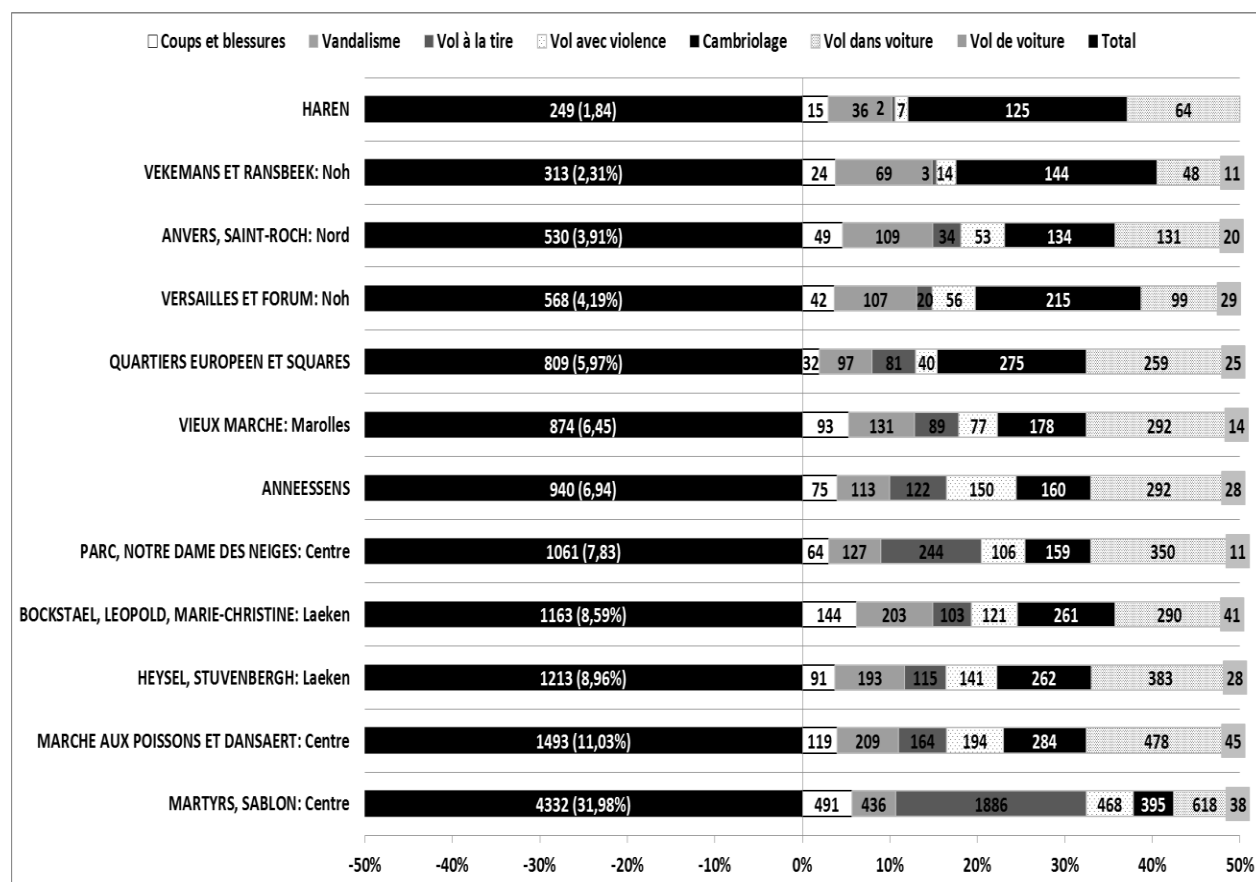 Coups et blessures Vandalisme Vol à la tire Vol avec violence Cambriolage Vol dans voiture Vol de voiture Total
HAREN 249 (1,84) 15 36 2 7 125 64
VEKEMANS ET RANSBEEK: Noh 313 (2,31%) 24 69 3 14 144 48 11
ANVERS, SAINT-ROCH: Nord 530 (3,91%) 49 109 34 53 134 131 20
VERSAILLES ET FORUM: Noh 568 (4,19%) 42 107 20 56 215 99 29
QUARTIERS EUROPEEN ET SQUARES 809 (5,97%) 32 97 81 40 275 259 25
VIEUX MARCHE: Marolles 874 (6,45) 93 131 89 77 178 292 14
ANNEESSENS 940 (6,94) 75 113 122 150 160 292 28
PARC, NOTRE DAME DES NEIGES: Centre 1061 (7,83) 64 127 244 106 159 350 11
BOCKSTAEL, LEOPOLD, MARIE-CHRISTINE: Laeken 1163 (8,59%) 144 203 103 121 261 290 41
HEYSEL, STUVENBERGH: Laeken 1213 (8,96%) 91 193 115 141 262 383 28
MARCHE AUX POISSONS ET DANSAERT: Centre 1493 (11,03%) 119 209 164 194 284 478 45
MARTYRS, SABLON: Centre 4332 (31,98%) 491 436 1886 468 395 618 38
-50% -40% -30% -20% -10% 0% 10% 20% 30% 40% 50%